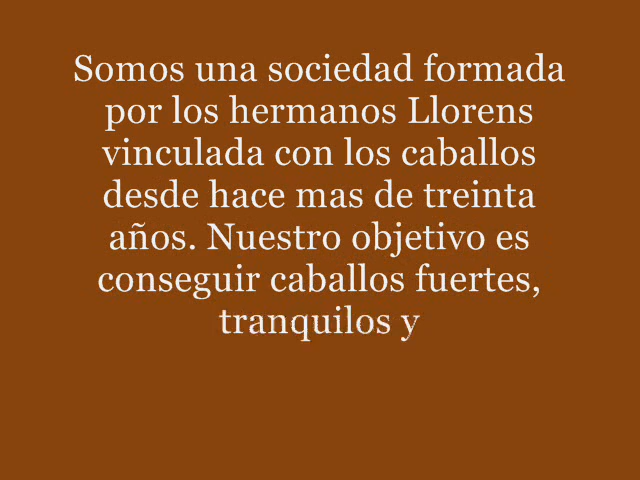 Somos una sociedad formada
por los hermanos Llorens
vinculada con los caballos
desde hace mas de treinta
años. Nuestro objetivo es
conseguir caballos fuertes,
tranquilos y